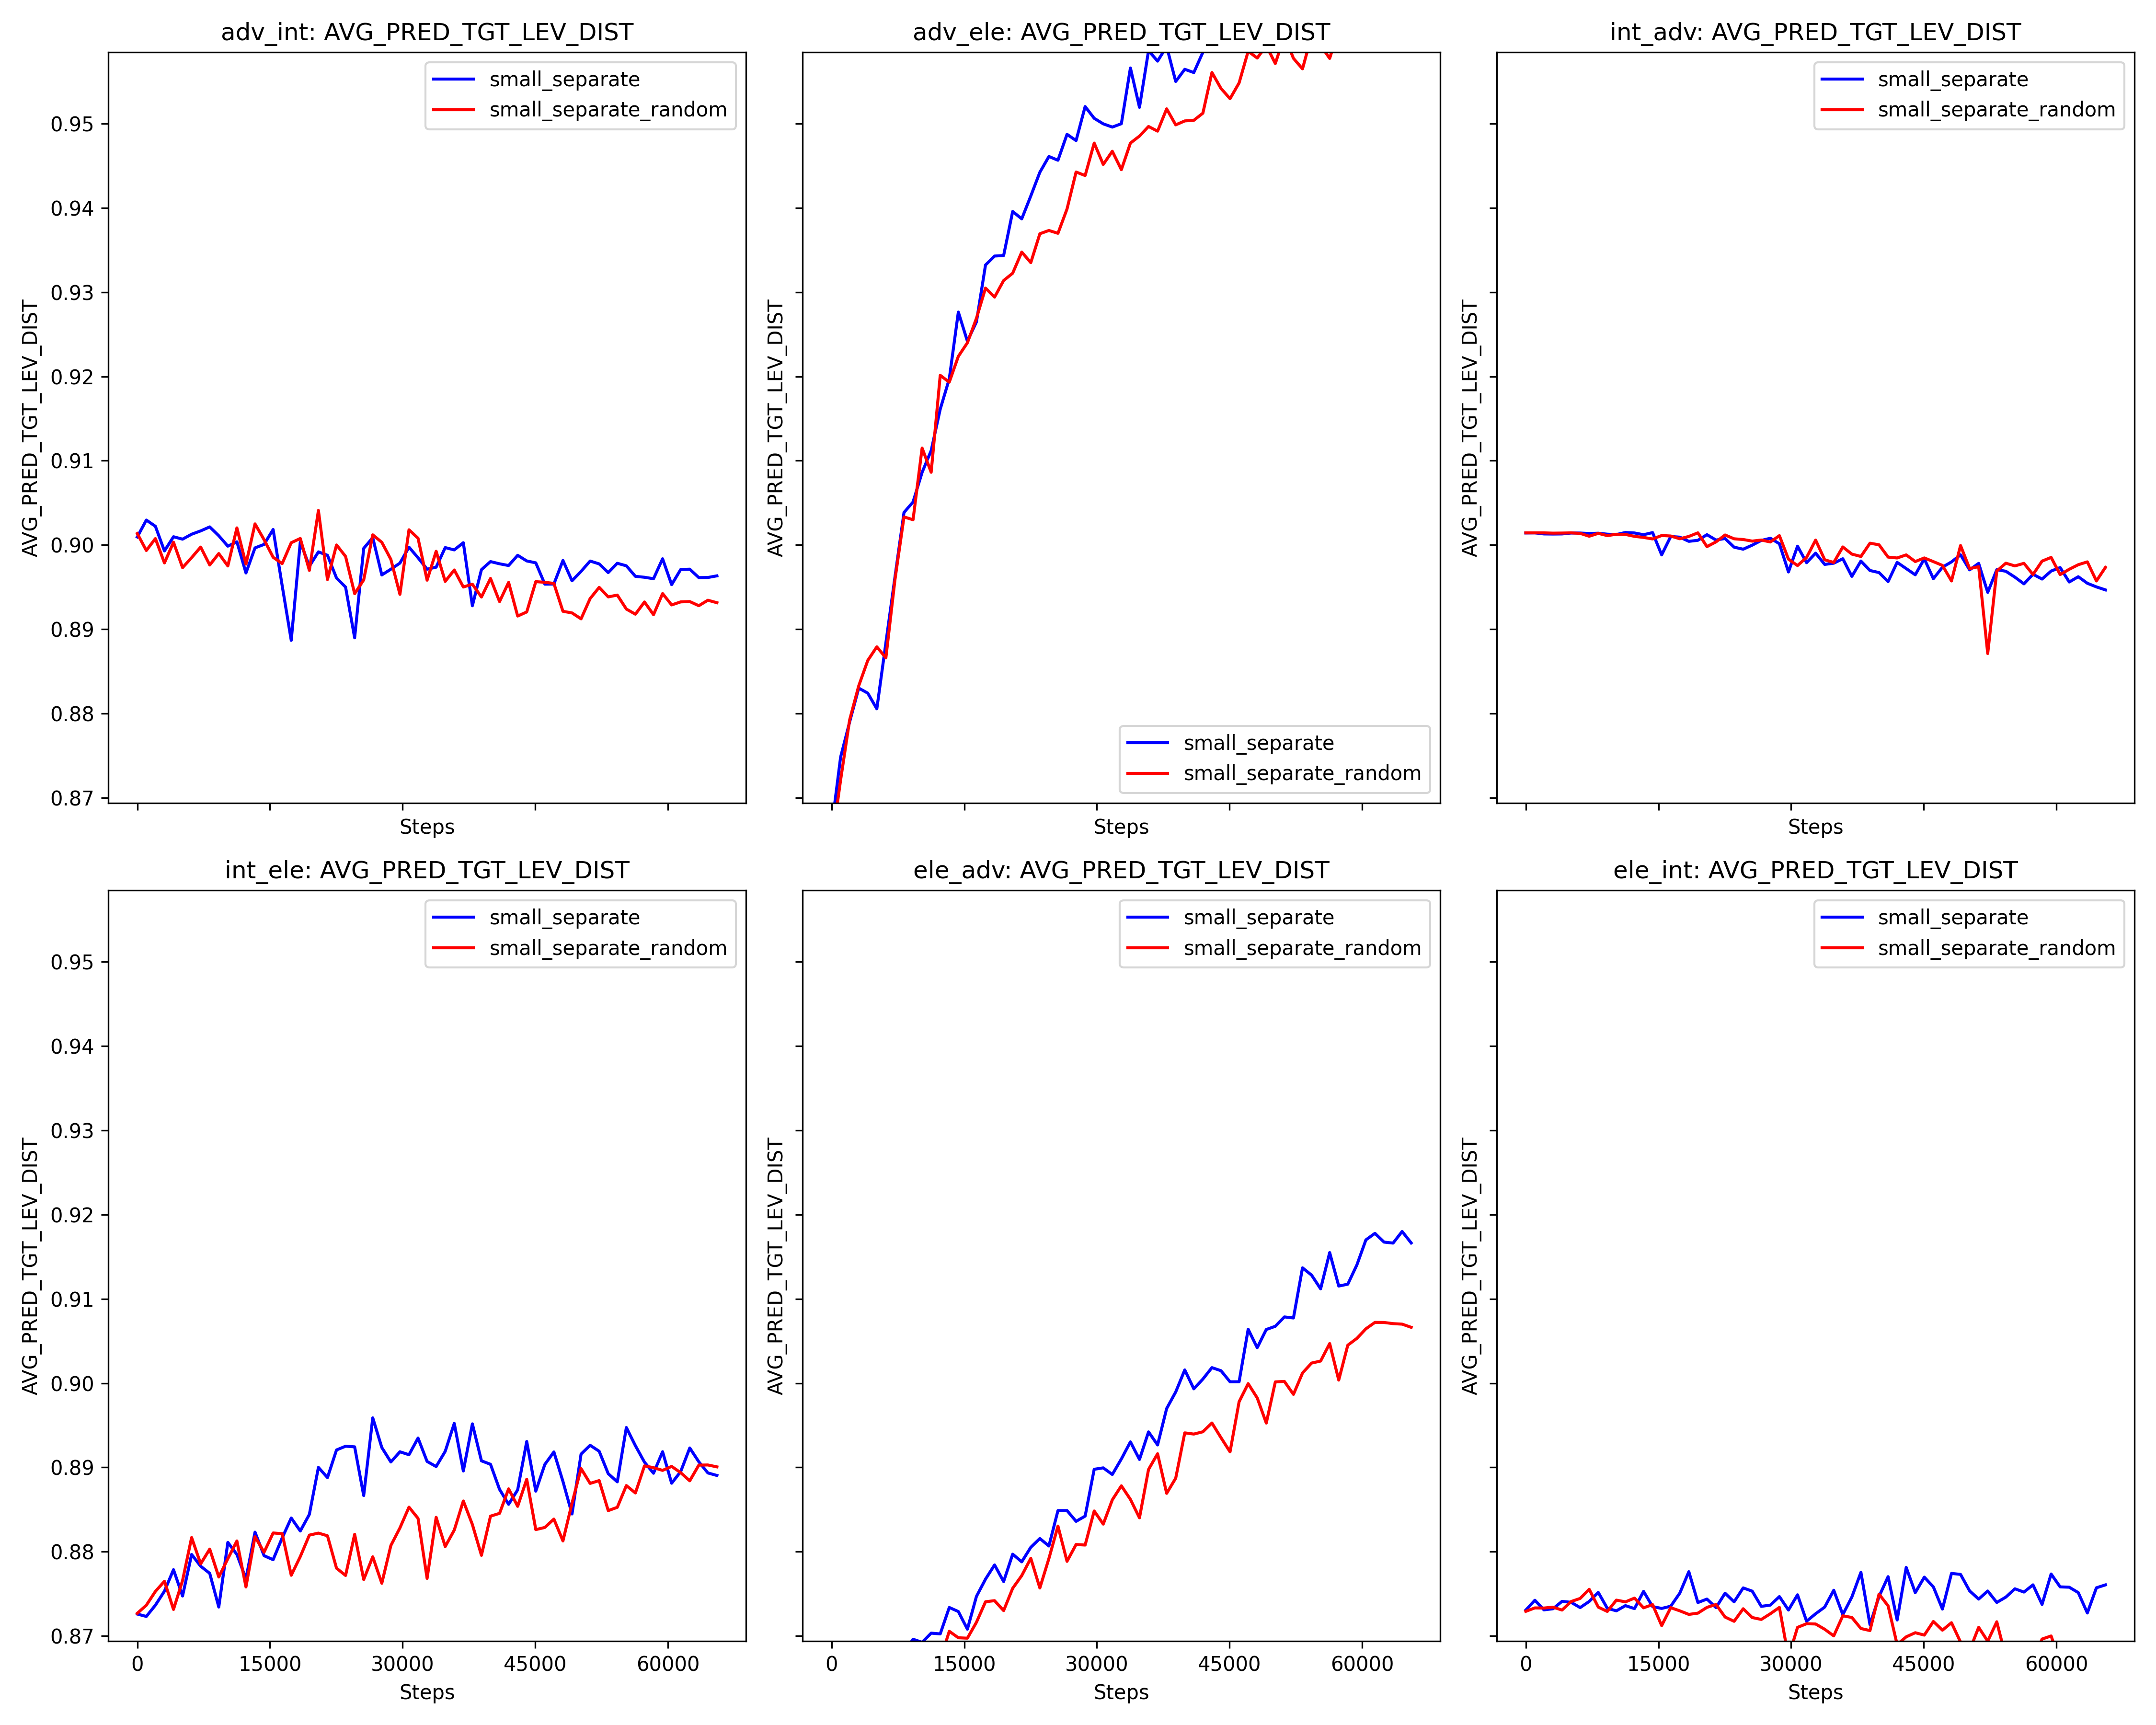 adv_int: AVG_PRED_TGT_LEV_DIST
AVG_PRED_TGT_LEV_DIST
0.95
0.94
0.93
0.92
0.91
0.90
0.89
0.88
0.87
small_separate
small_separate_random
Steps
adv_ele: AVG_PRED_TGT_LEV_DIST
AVG_PRED_TGT_LEV_DIST
small_separate
small_separate_random
Steps
int_adv: AVG_PRED_TGT_LEV_DIST
AVG_PRED_TGT_LEV_DIST
small_separate
small_separate_random
Steps
int_ele: AVG_PRED_TGT_LEV_DIST
AVG_PRED_TGT_LEV_DIST
0.95
0.94
0.93
0.92
0.91
0.90
0.89
0.88
0.87
small_separate
small_separate_random
0 15000 30000 45000 60000
Steps
ele_adv: AVG_PRED_TGT_LEV_DIST
AVG_PRED_TGT_LEV_DIST
small_separate
small_separate_random
0 15000 30000 45000 60000
Steps
ele_int: AVG_PRED_TGT_LEV_DIST
AVG_PRED_TGT_LEV_DIST
small_separate
small_separate_random
0 15000 30000 45000 60000
Steps